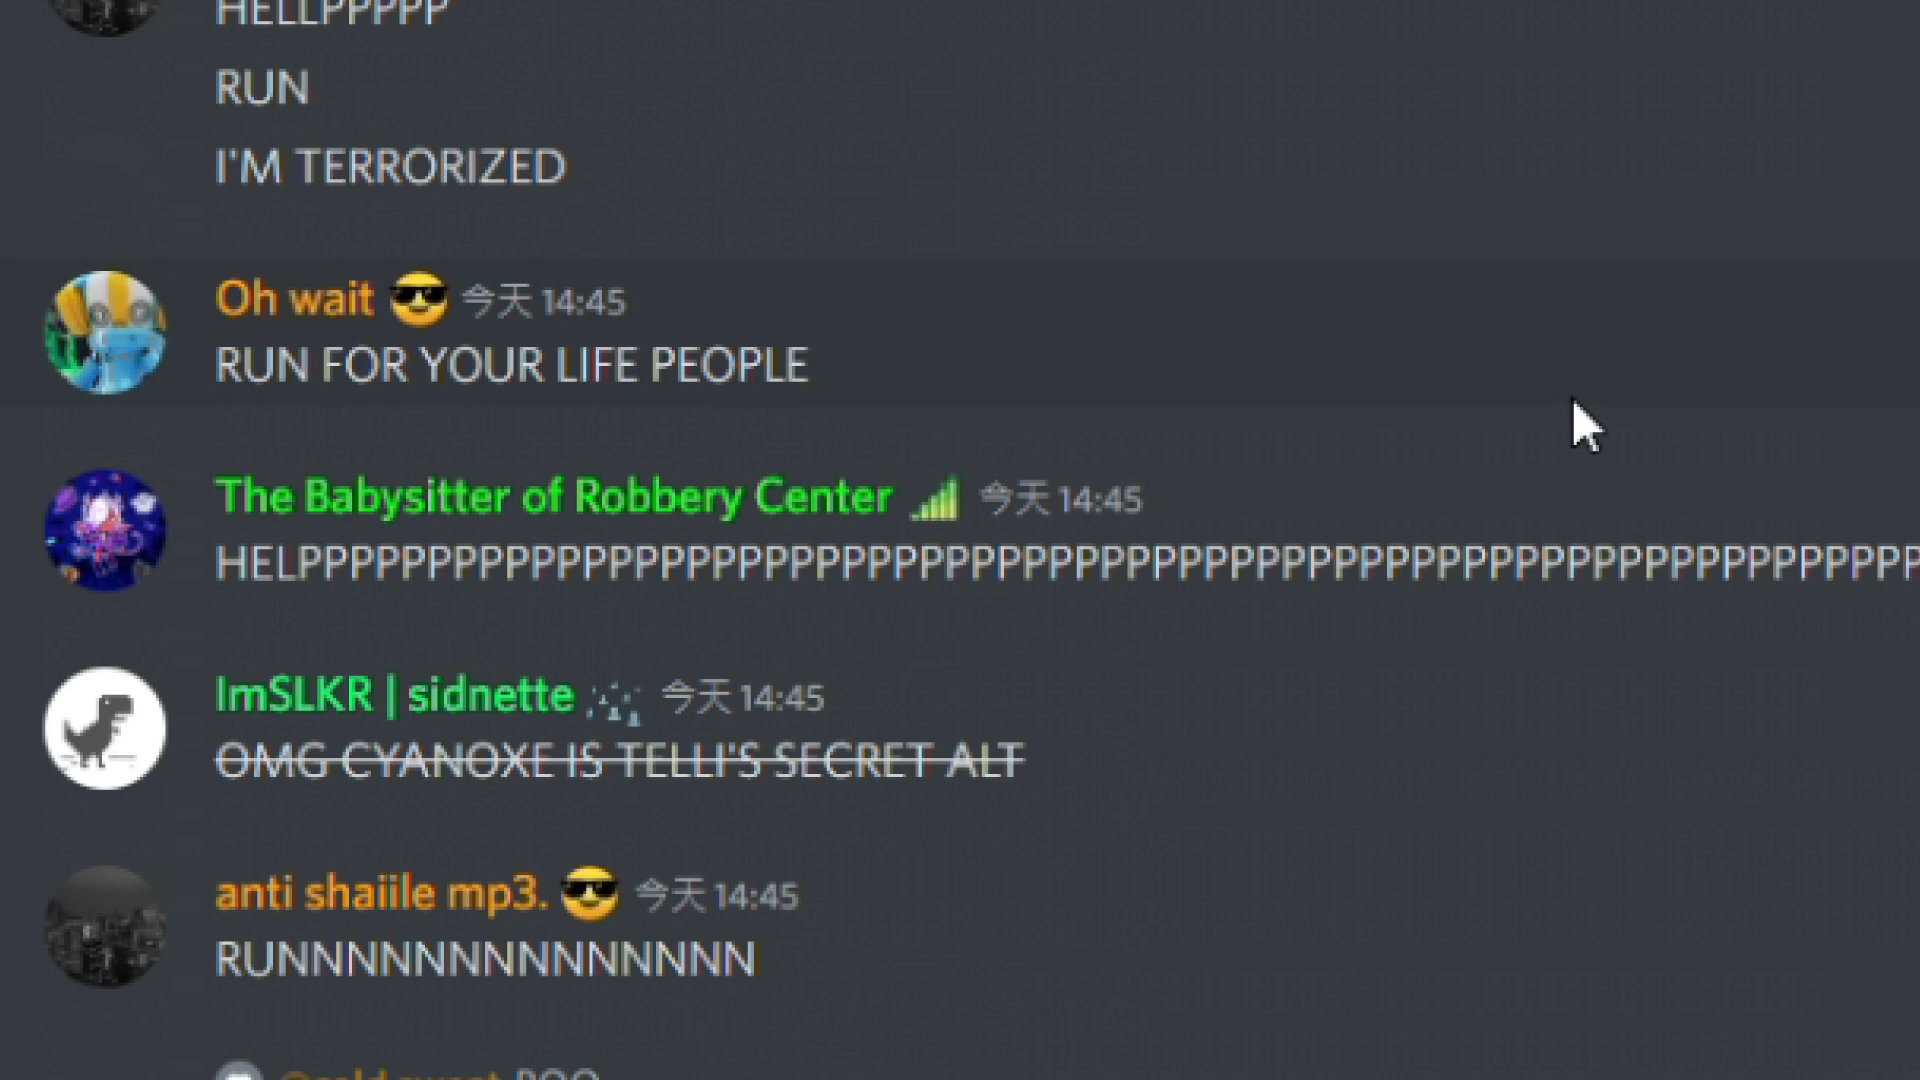 HELLPPPPP
RUN
I'M TERRORIZED
Oh wait 😎 今天 14:45
RUN FOR YOUR LIFE PEOPLE
The Babysitter of Robbery Center 今天 14:45
HELPPPPPPPPPPPPPPPPPPPPPPPPPPPPPPPPPPPPPPPPPPPPPPPPPPPPPPPPPPPPPPP
ImSLKR | sidnette 今天 14:45
OMG CYANOXE IS TELLI'S SECRET ALT
anti shaiile mp3. 😎 今天 14:45
RUNNNNNNNNNNNNNN